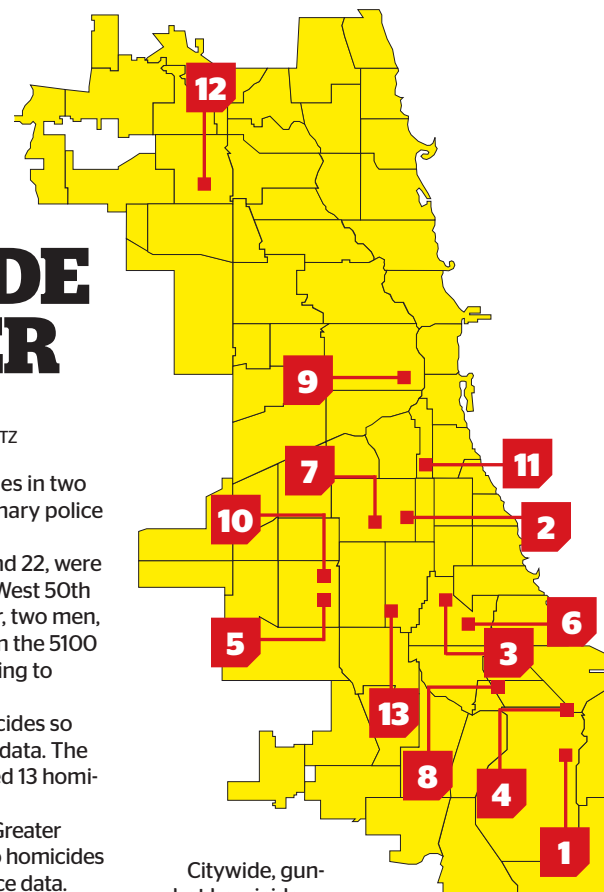 DE
ER
TZ
es in two
nary police
nd 22, were
West 50th
r, two men,
n the 5100
ing to
cides so
data. The
ed 13 homi-
Greater
o homicides
ce data.
Citywide, gun-
12
9
11
7
10
2
5
6
3
13
8
4
1